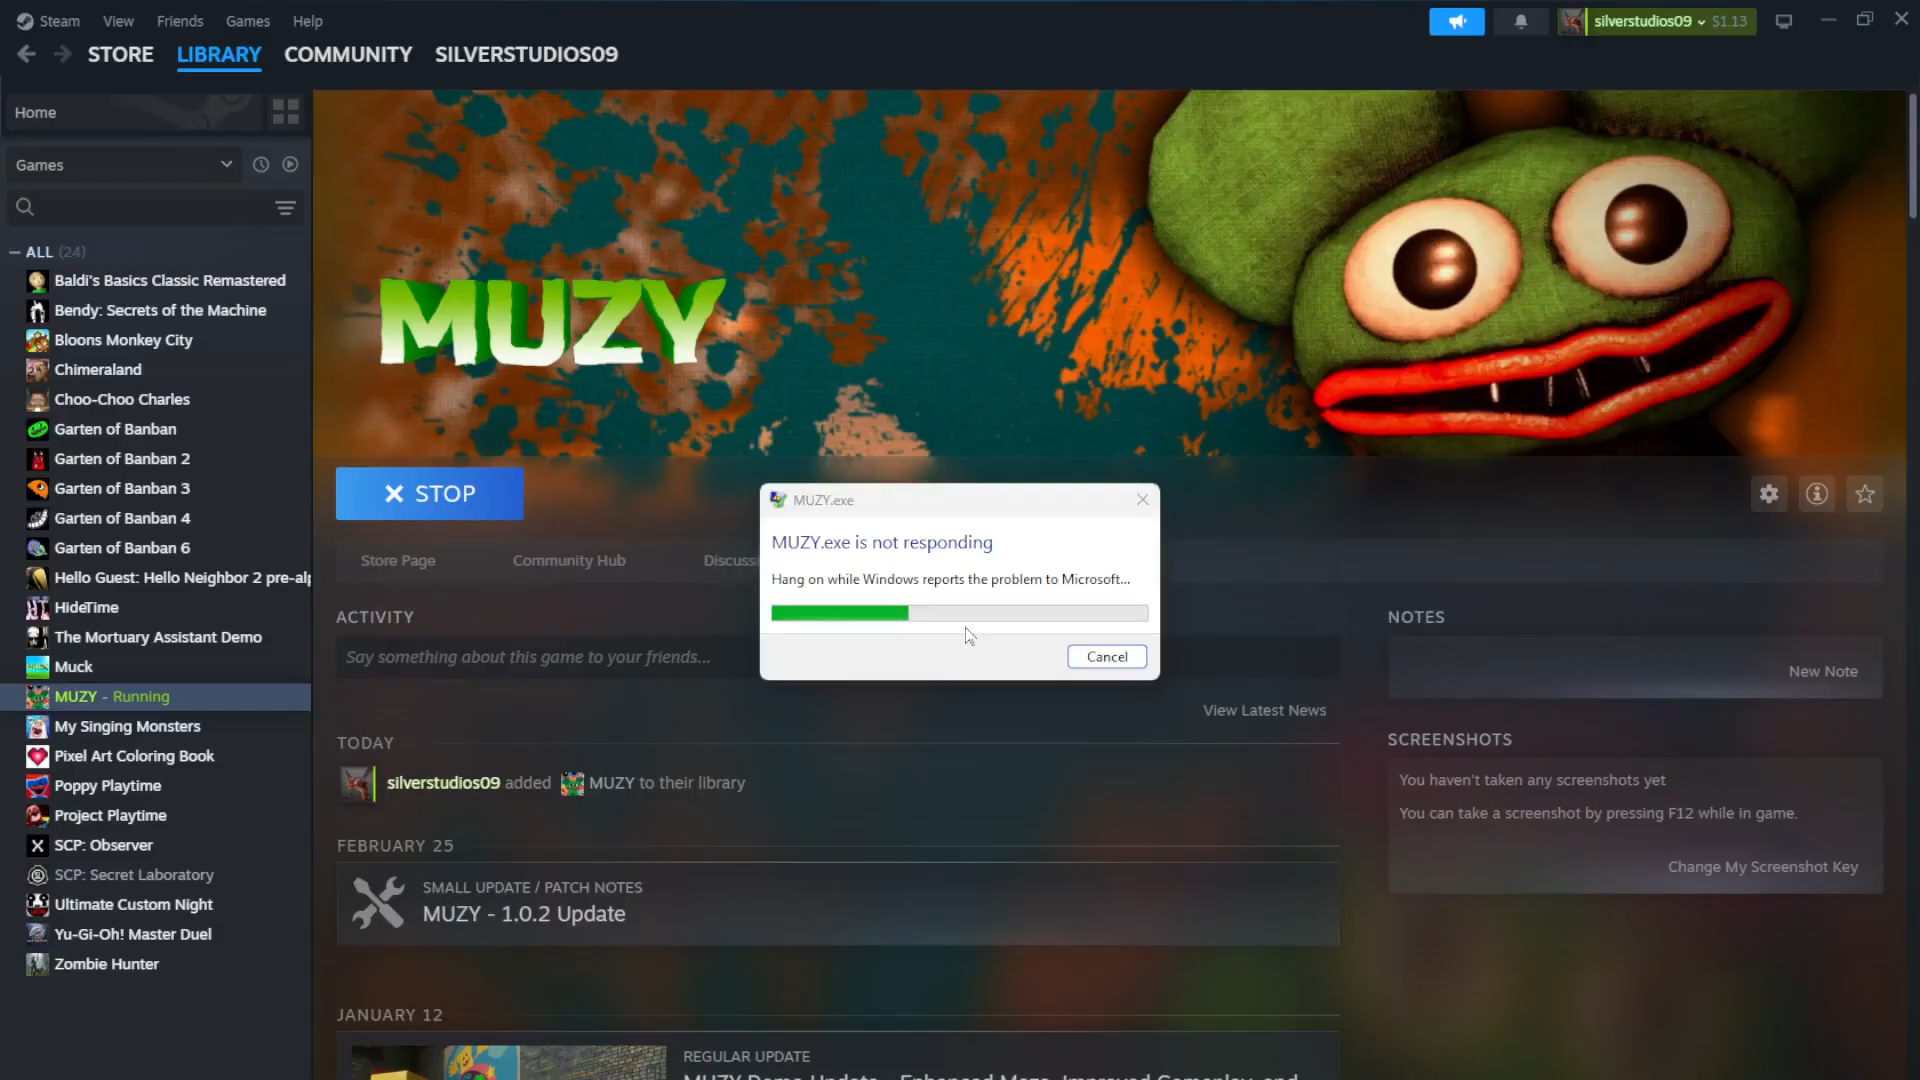 Steam View Friends Games Help
silverstudios09 $1.13
STORE LIBRARY COMMUNITY SILVERSTUDIOS09
Home
Games
ALL (24)
Baldi's Basics Classic Remastered
Bendy: Secrets of the Machine
Bloons Monkey City
Chimeraland
Choo-Choo Charles
Garten of Banban
Garten of Banban 2
Garten of Banban 3
Garten of Banban 4
Garten of Banban 6
Hello Guest: Hello Neighbor 2 pre-al
HideTime
The Mortuary Assistant Demo
Muck
MUZY - Running
My Singing Monsters
Pixel Art Coloring Book
Poppy Playtime
Project Playtime
SCP: Observer
SCP: Secret Laboratory
Ultimate Custom Night
Yu-Gi-Oh! Master Duel
Zombie Hunter
MUZY
STOP
MUZY.exe
MUZY.exe is not responding
Hang on while Windows reports the problem to Microsoft...
Cancel
Store Page Community Hub Discuss
ACTIVITY
Say something about this game to your friends...
View Latest News
TODAY
silverstudios09 added MUZY to their library
FEBRUARY 25
SMALL UPDATE / PATCH NOTES
MUZY - 1.0.2 Update
JANUARY 12
REGULAR UPDATE
MUZY Demo Update - Enhanced Maze, Improved Gameplay, and
NOTES
New Note
SCREENSHOTS
You haven't taken any screenshots yet
You can take a screenshot by pressing F12 while in game.
Change My Screenshot Key